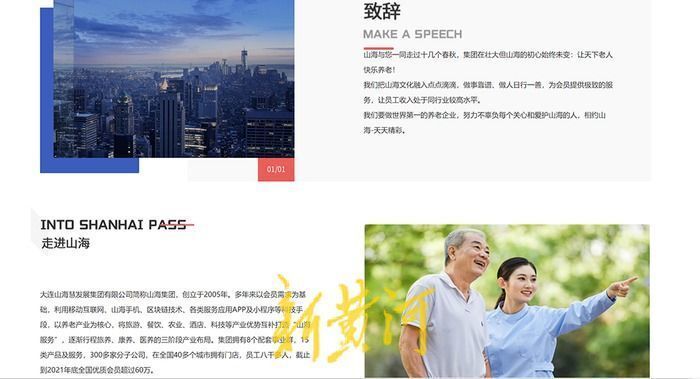 致辞
MAKE A SPEECH
山海与您一同走过十几个春秋，集团在壮大但山海的初心始终未变：让天下老人
快乐养老！
我们把山海文化融入点点滴滴，做事靠谱、做人日行一善，为会员提供极致的服
务，让员工收入处于同行业较高水平。
我们要做世界第一的养老企业，努力不辜负每个关心和爱护山海的人，相约山
海-天天精彩。
01/01
INTO SHANHAI PASS
走进山海
大连山海慧发展集团有限公司简称山海集团，创立于2005年。多年来以会员需求为基
础，利用移动互联网、山海手机、区块链技术、各类服务应用APP及小程序等科技手
段，以养老产业为核心，将旅游、餐饮、农业、酒店、科技等产业优势互补打造“山海
服务”，逐渐行程旅养、康养、医养的三阶段产业布局。集团拥有8个配套事业群，15
类产品及服务，300多家分子公司，在全国40多个城市拥有门店，员工八千多人，截止
到2021年底全国优质会员超过60万。
新黄河